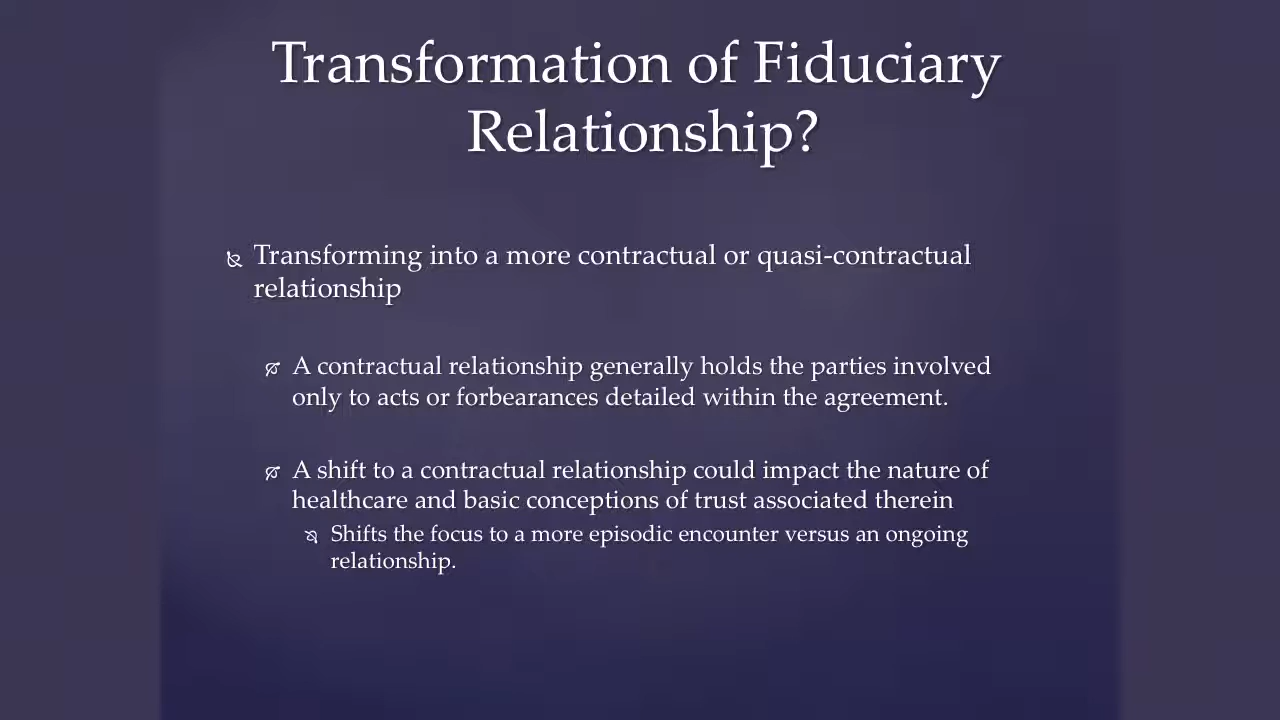 Transformation of Fiduciary
Relationship?
Transforming into a more contractual or quasi-contractual
relationship
A contractual relationship generally holds the parties involved
only to acts or forbearances detailed within the agreement.
A shift to a contractual relationship could impact the nature of
healthcare and basic conceptions of trust associated therein
Shifts the focus to a more episodic encounter versus an ongoing
relationship.